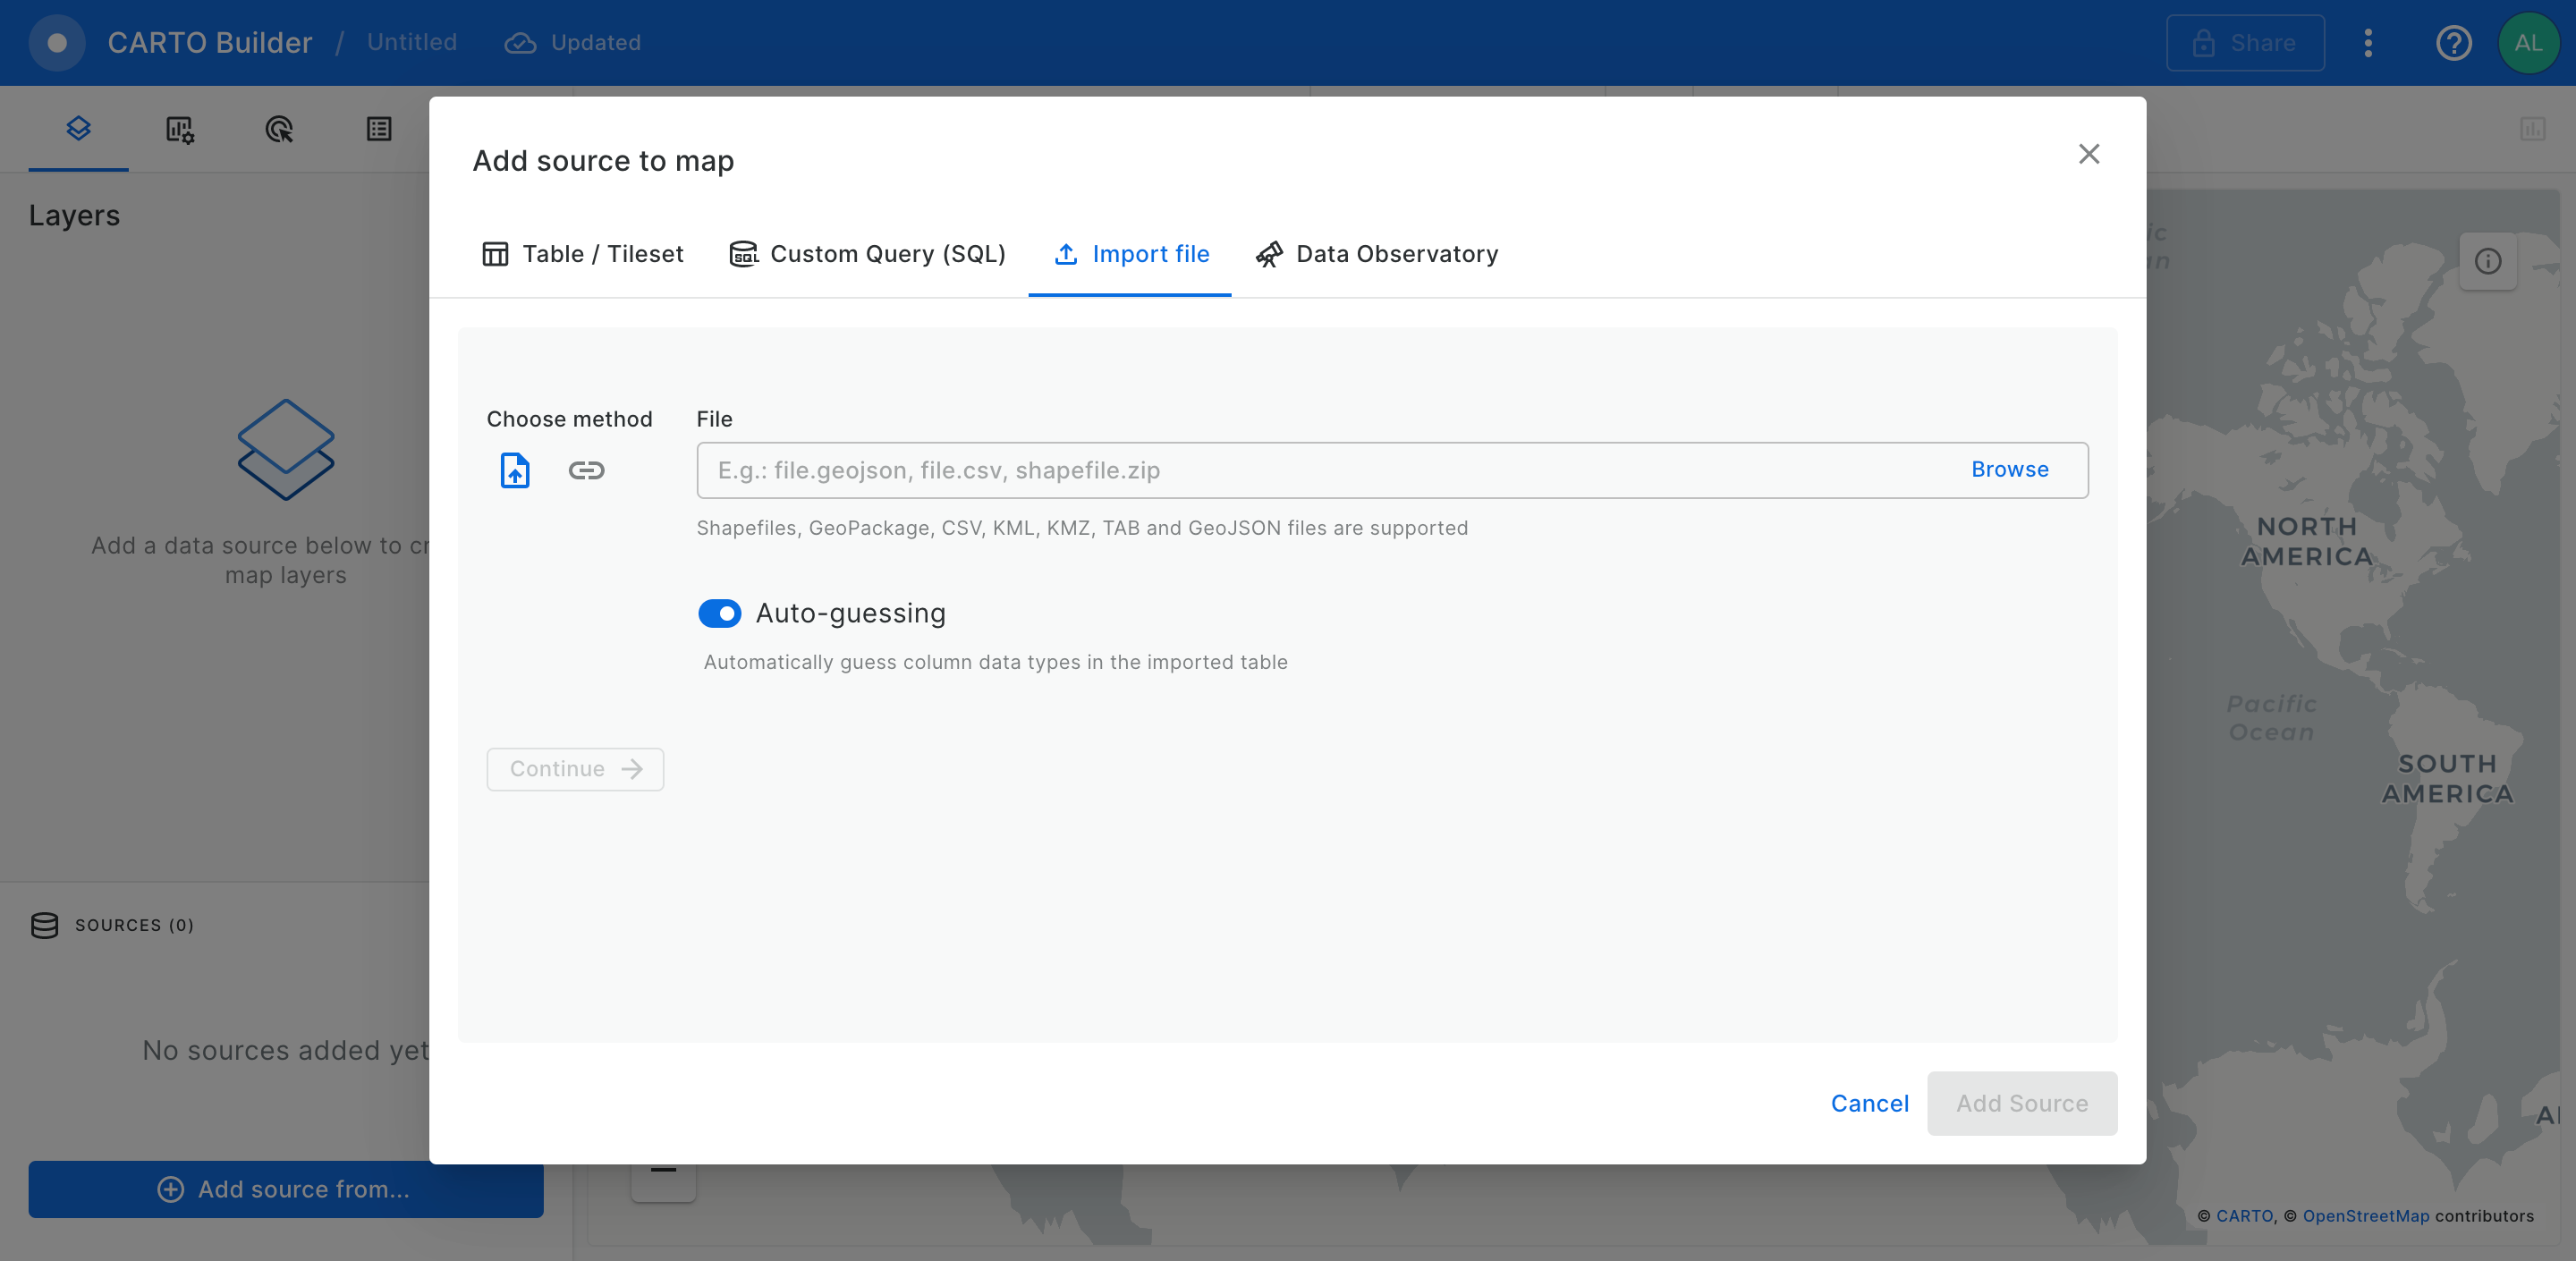 CARTO Builder / Untitled Updated Share AL
Layers
Add a data source below to cr
map layers
SOURCES (0)
No sources added yet
Add source from...
Add source to map
Table / Tileset
SQL
Custom Query (SQL)
Import file
Data Observatory
Choose method
File
E.g.: file.geojson, file.csv, shapefile.zip
Browse
Shapefiles, GeoPackage, CSV, KML, KMZ, TAB and GeoJSON files are supported
Auto-guessing
Automatically guess column data types in the imported table
Continue
Cancel
Add Source
ic
an
NORTH
AMERICA
Pacific
Ocean
SOUTH
AMERICA
© CARTO, © OpenStreetMap contributors